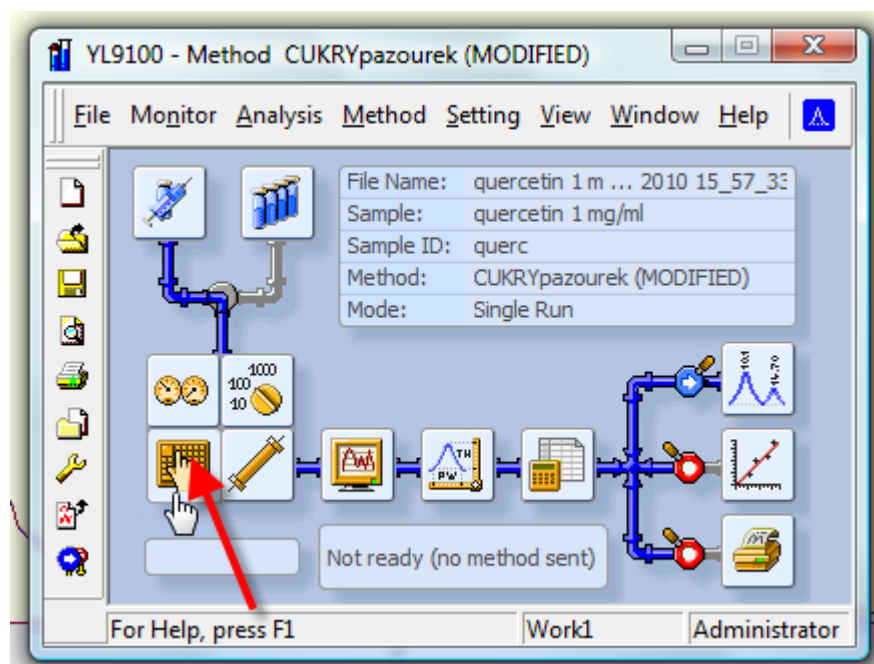 YL9100 - Method CUKRYpazourek (MODIFIED)
File Monitor Analysis Method Setting View Window Help
File Name: quercetin 1 m ... 2010 15_57_33
Sample: quercetin 1 mg/ml
Sample ID: querc
Method: CUKRYpazourek (MODIFIED)
Mode: Single Run
1000
100
10
TH
PW
Not ready (no method sent)
For Help, press F1 Work1 Administrator